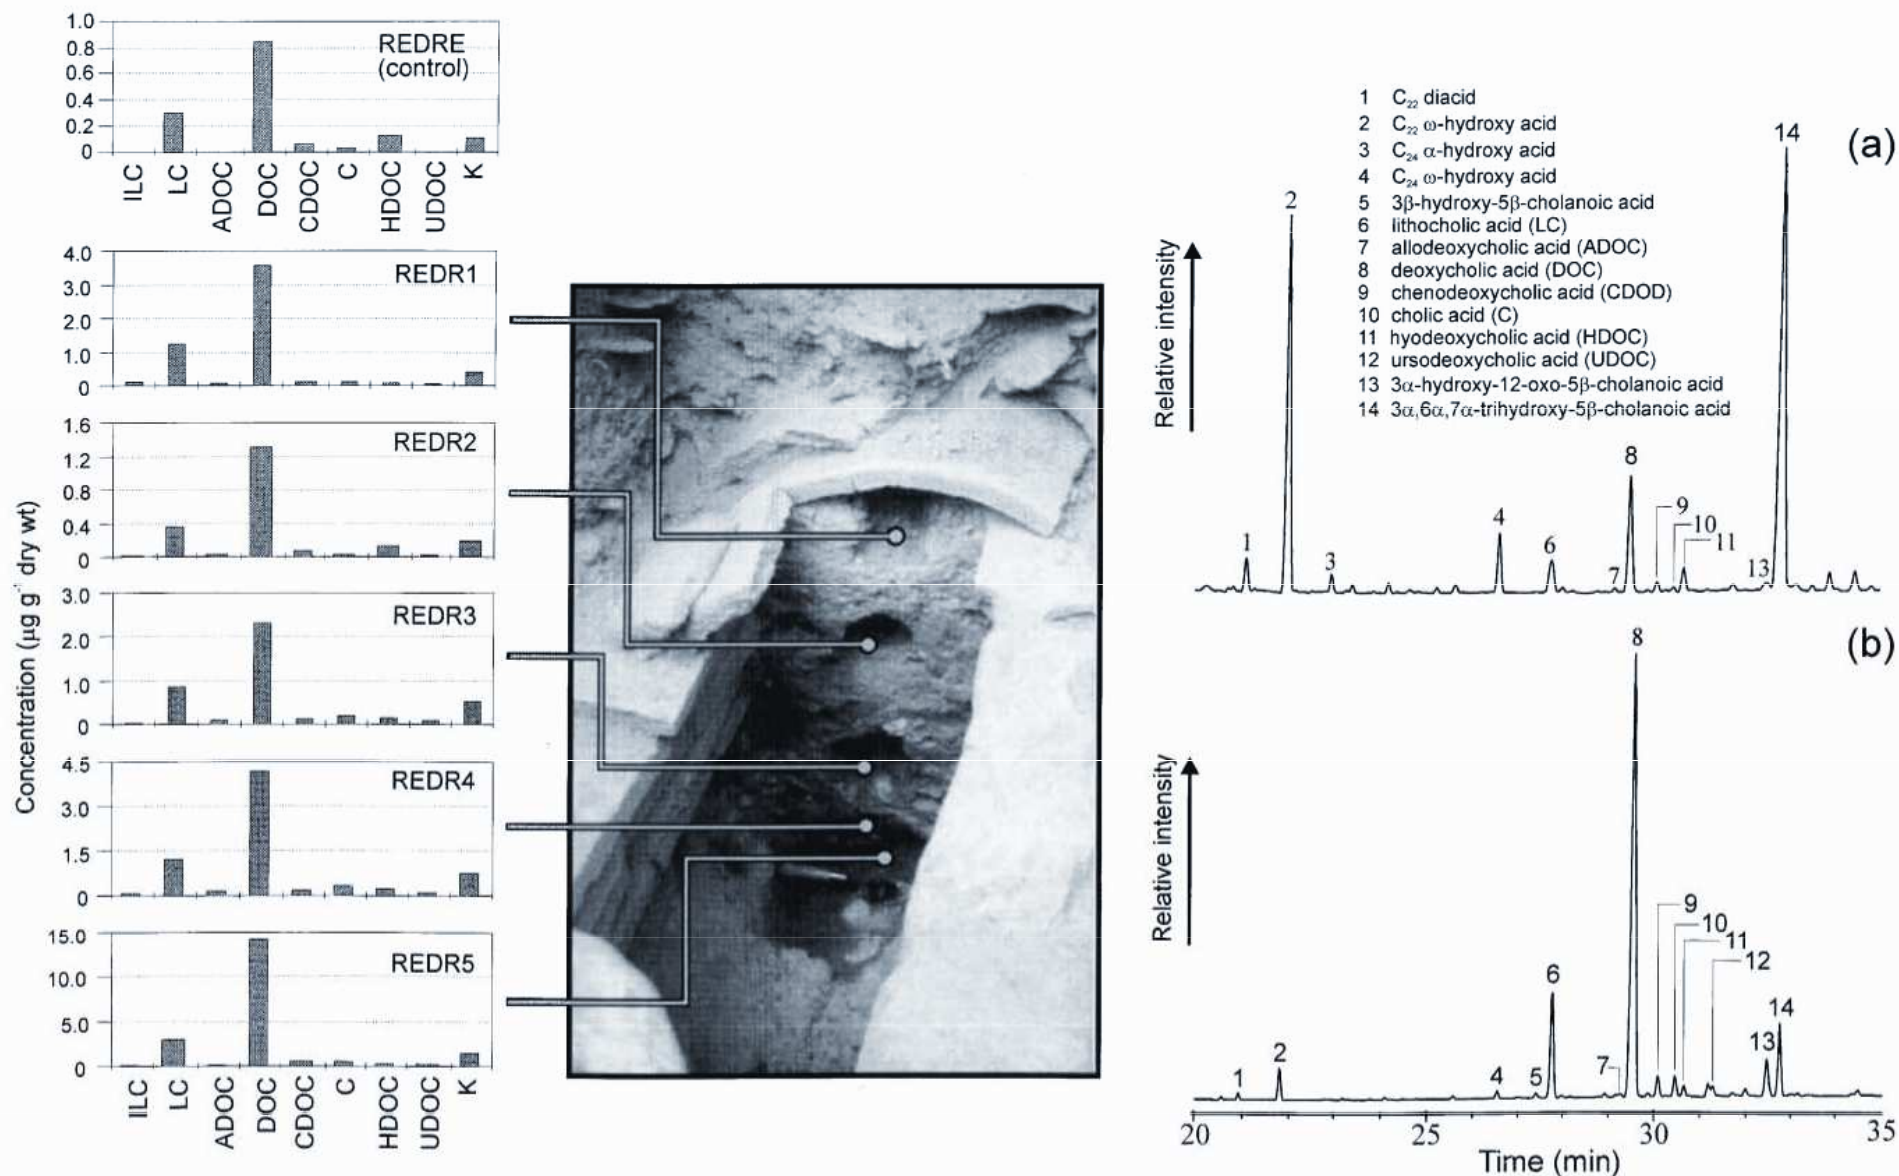 Concentration (µg g⁻¹ dry wt)
1.0
0.8
0.6
0.4
0.2
0
REDRE
(control)
ILC
LC
ADOC
DOC
CDOC
C
HDOC
UDOC
K
4.0
3.0
2.0
1.0
0
REDR1
1.6
1.2
0.8
0.4
0
REDR2
3.0
2.0
1.0
0
REDR3
4.5
3.0
1.5
0
REDR4
15.0
10.0
5.0
0
REDR5
ILC
LC
ADOC
DOC
CDOC
C
HDOC
UDOC
K
(a)
Relative intensity
1 C₂₂ diacid
2 C₂₂ ω-hydroxy acid
3 C₂₄ α-hydroxy acid
4 C₂₄ ω-hydroxy acid
5 3β-hydroxy-5β-cholanoic acid
6 lithocholic acid (LC)
7 allodeoxycholic acid (ADOC)
8 deoxycholic acid (DOC)
9 chenodeoxycholic acid (CDOD)
10 cholic acid (C)
11 hyodeoxycholic acid (HDOC)
12 ursodeoxycholic acid (UDOC)
13 3α-hydroxy-12-oxo-5β-cholanoic acid
14 3α,6α,7α-trihydroxy-5β-cholanoic acid
1
2
3
4
6
7
8
9
10
11
13
14
(b)
Relative intensity
1
2
4
5
6
7
8
9
10
11
12
13
14
20
25
30
35
Time (min)